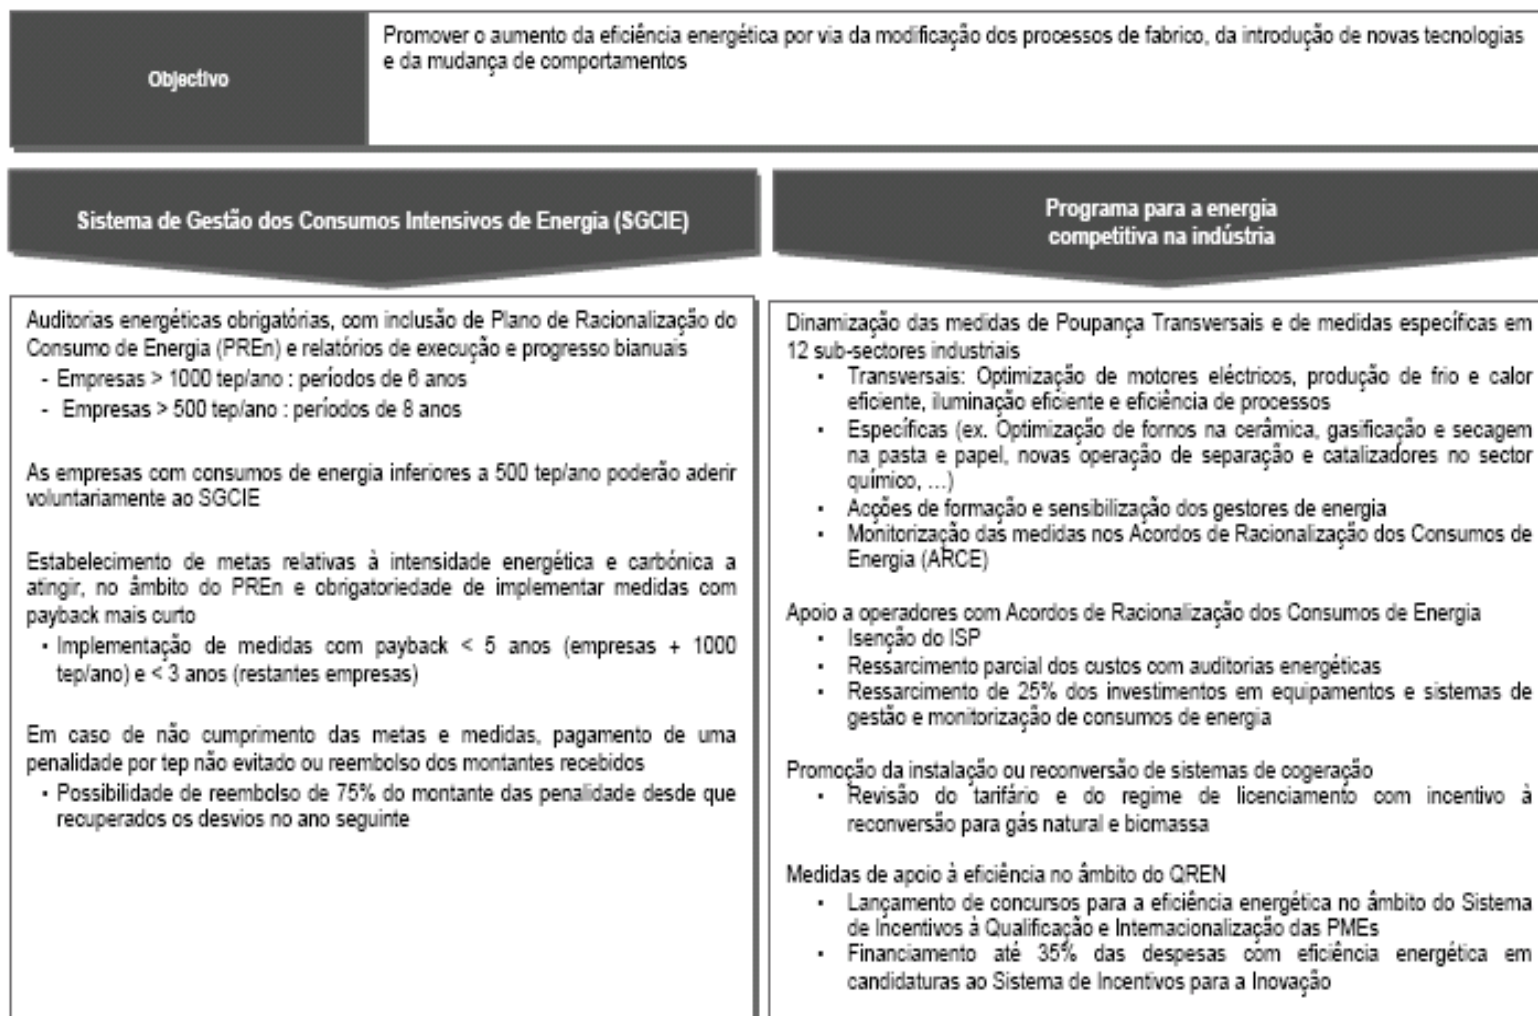 Objectivo
Promover o aumento da eficiência energética por via da modificação dos processos de fabrico, da introdução de novas tecnologias
e da mudança de comportamentos
Sistema de Gestão dos Consumos Intensivos de Energia (SGCIE)
Auditorias energéticas obrigatórias, com inclusão de Plano de Racionalização do
Consumo de Energia (PREn) e relatórios de execução e progresso bianuais
- Empresas > 1000 tep/ano : períodos de 6 anos
- Empresas > 500 tep/ano : períodos de 8 anos
As empresas com consumos de energia inferiores a 500 tep/ano poderão aderir
voluntariamente ao SGCIE
Estabelecimento de metas relativas à intensidade energética e carbónica a
atingir, no âmbito do PREn e obrigatoriedade de implementar medidas com
payback mais curto
• Implementação de medidas com payback < 5 anos (empresas + 1000
tep/ano) e < 3 anos (restantes empresas)
Em caso de não cumprimento das metas e medidas, pagamento de uma
penalidade por tep não evitado ou reembolso dos montantes recebidos
• Possibilidade de reembolso de 75% do montante das penalidade desde que
recuperados os desvios no ano seguinte
Programa para a energia
competitiva na indústria
Dinamização das medidas de Poupança Transversais e de medidas específicas em
12 sub-sectores industriais
• Transversais: Optimização de motores eléctricos, produção de frio e calor
eficiente, iluminação eficiente e eficiência de processos
• Específicas (ex. Optimização de fornos na cerâmica, gasificação e secagem
na pasta e papel, novas operação de separação e catalizadores no sector
químico, …)
• Acções de formação e sensibilização dos gestores de energia
• Monitorização das medidas nos Acordos de Racionalização dos Consumos de
Energia (ARCE)
Apoio a operadores com Acordos de Racionalização dos Consumos de Energia
• Isenção do ISP
• Ressarcimento parcial dos custos com auditorias energéticas
• Ressarcimento de 25% dos investimentos em equipamentos e sistemas de
gestão e monitorização de consumos de energia
Promoção da instalação ou reconversão de sistemas de cogeração
• Revisão do tarifário e do regime de licenciamento com incentivo à
reconversão para gás natural e biomassa
Medidas de apoio à eficiência no âmbito do QREN
• Lançamento de concursos para a eficiência energética no âmbito do Sistema
de Incentivos à Qualificação e Internacionalização das PMEs
• Financiamento até 35% das despesas com eficiência energética em
candidaturas ao Sistema de Incentivos para a Inovação